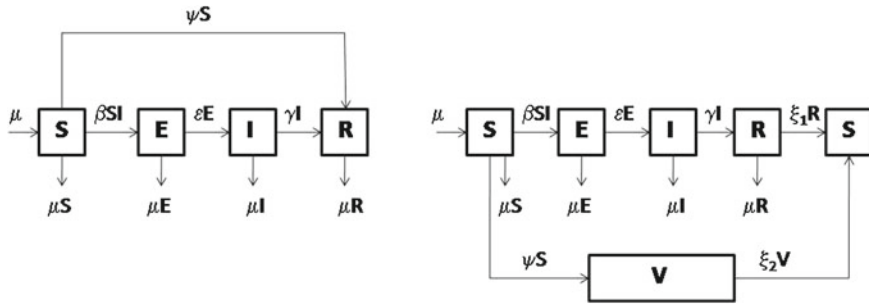 ψS
μ S βSI E εE I γI R
μS μE μI μR
μ S βSI E εE I γI R ξ₁R S
μS μE μI μR
ψS V ξ₂V